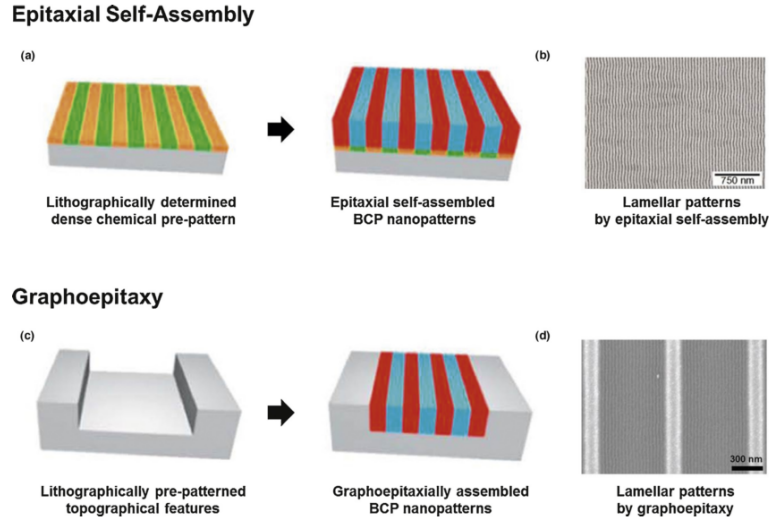 Epitaxial Self-Assembly
(a)
(b)
750 nm
Lithographically determined
dense chemical pre-pattern
Epitaxial self-assembled
BCP nanopatterns
Lamellar patterns
by epitaxial self-assembly
Graphoepitaxy
(c)
(d)
300 nm
Lithographically pre-patterned
topographical features
Graphoepitaxially assembled
BCP nanopatterns
Lamellar patterns
by graphoepitaxy